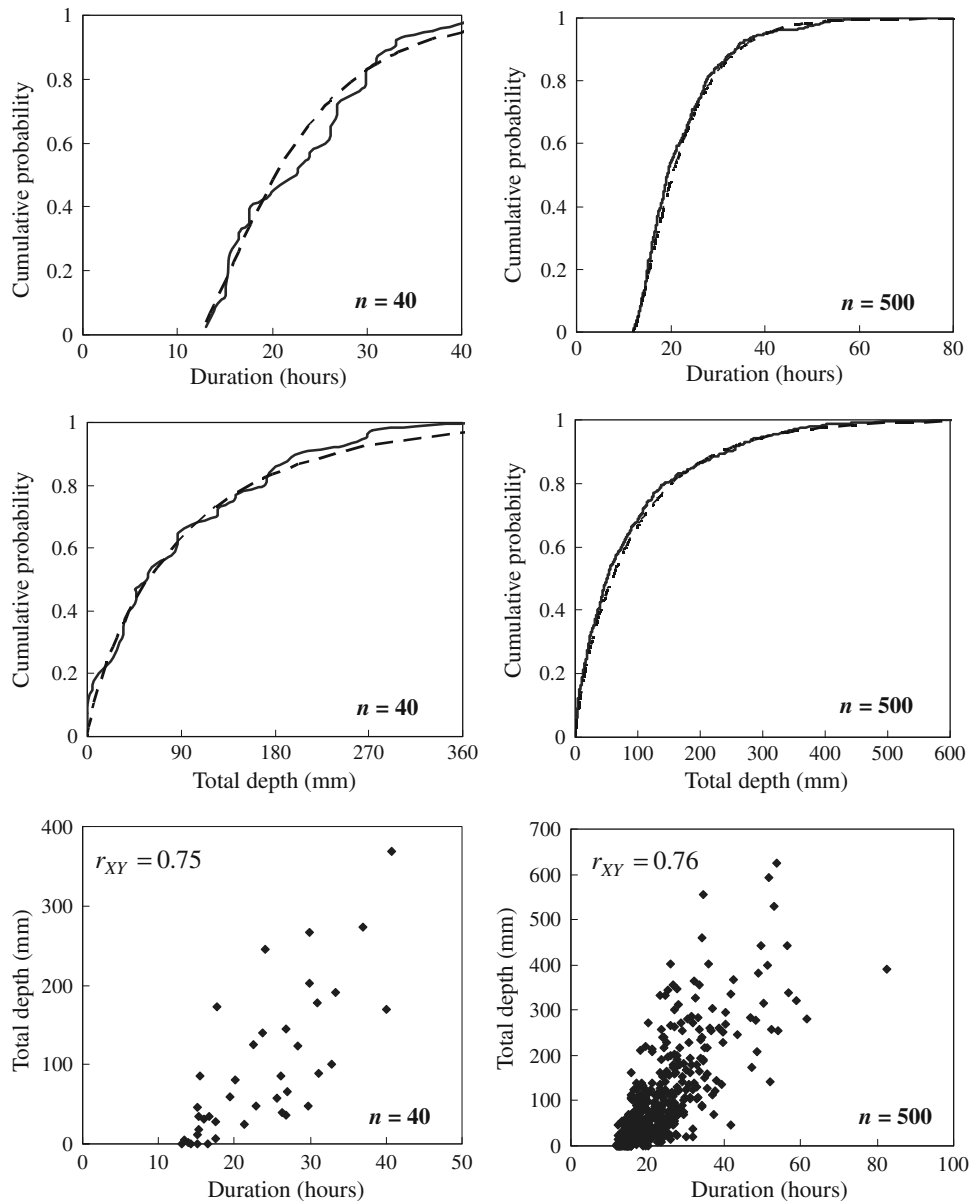 Cumulative probability
1
0.8
0.6
0.4
0.2
0
0 10 20 30 40
Duration (hours)
n = 40
Cumulative probability
1
0.8
0.6
0.4
0.2
0
0 20 40 60 80
Duration (hours)
n = 500
Cumulative probability
1
0.8
0.6
0.4
0.2
0
0 90 180 270 360
Total depth (mm)
n = 40
Cumulative probability
1
0.8
0.6
0.4
0.2
0
0 100 200 300 400 500 600
Total depth (mm)
n = 500
Total depth (mm)
400
300
200
100
0
0 10 20 30 40 50
Duration (hours)
r_{XY} = 0.75
n = 40
Total depth (mm)
700
600
500
400
300
200
100
0
0 20 40 60 80 100
Duration (hours)
r_{XY} = 0.76
n = 500